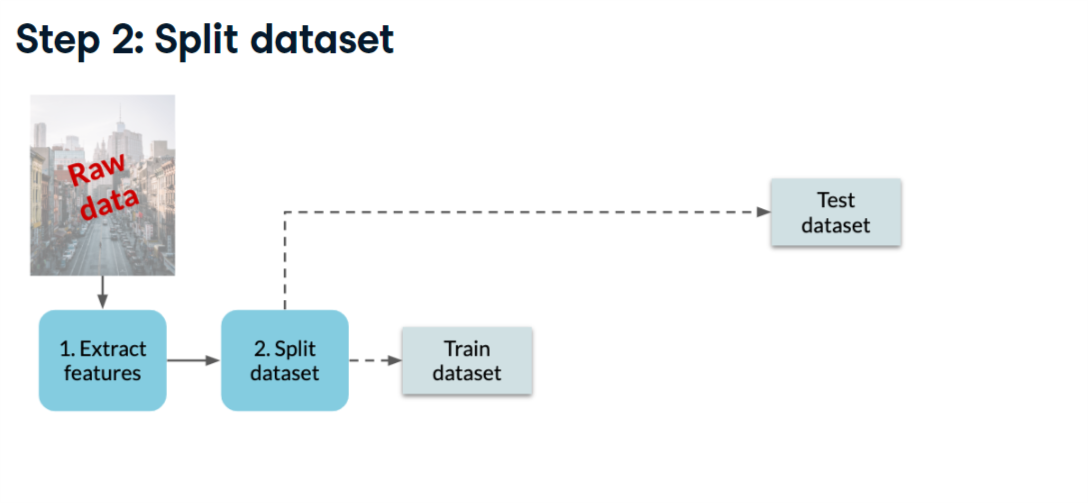 Step 2: Split dataset
Raw
data
Test
dataset
1. Extract
features
2. Split
dataset
Train
dataset